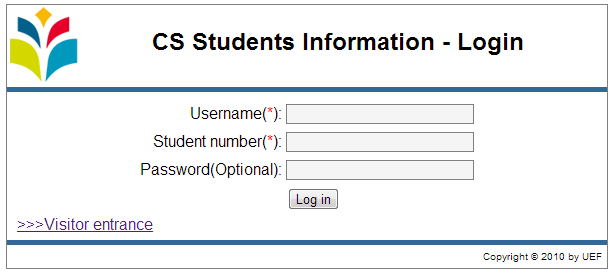 CS Students Information - Login
Username(*):
Student number(*):
Password(Optional):
Log in
>>>Visitor entrance
Copyright © 2010 by UEF